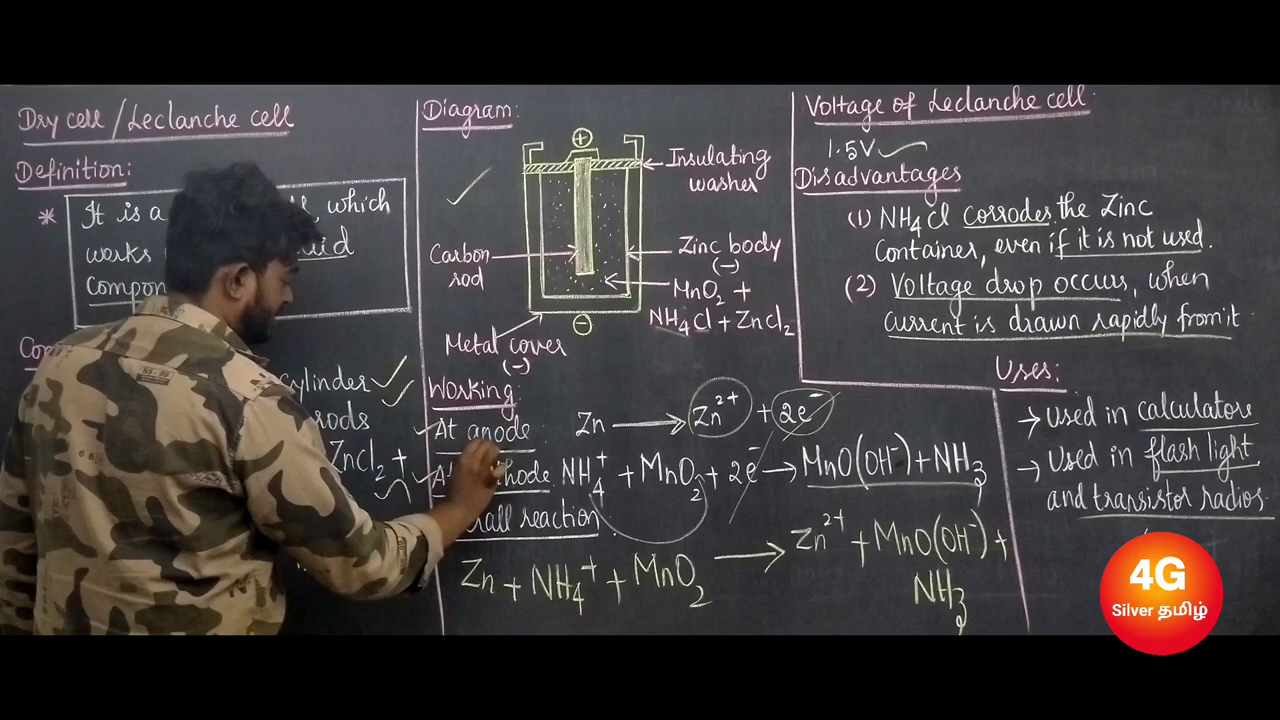 Dry cell / Leclanche cell
Definition:
* It is a which
works
compon
cylinder
rods
ZnCl2 +
Diagram:
+
Insulating
washer
Carbon
rod
Zinc body
(-)
MnO2 +
NH4Cl + ZnCl2
-
Metal cover
(-)
Working:
At anode Zn → Zn2+ + 2e-
NH4+ + MnO2 + 2e- → MnO(OH-) + NH3
reaction
Zn + NH4+ + MnO2 → Zn2+ + MnO(OH-) +
NH3
Voltage of Leclanche cell:
1.5V
Disadvantages
(1) NH4Cl corrodes the Zinc
Container, even if it is not used.
(2) Voltage drop occurs, when
current is drawn rapidly from it
Uses:
→ Used in calculators
→ Used in flash light
and transistor radios
4G
Silver தமிழ்